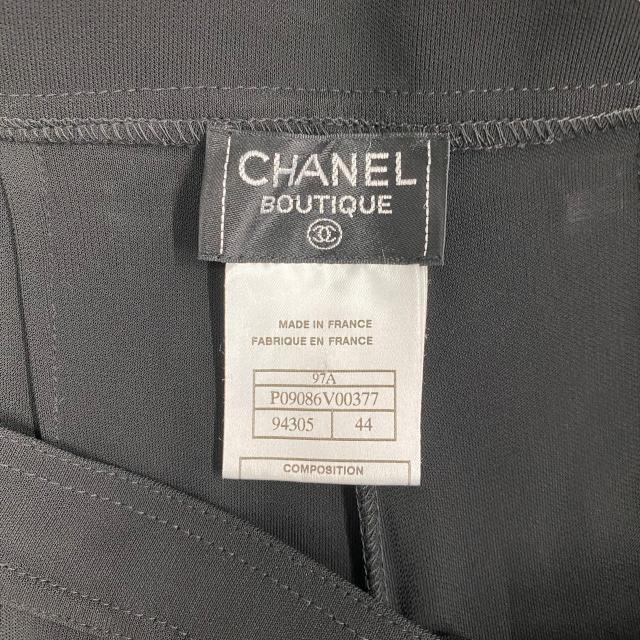 CHANEL
BOUTIQUE
MADE IN FRANCE
FABRIQUE EN FRANCE
97A
P09086V00377
94305 44
COMPOSITION